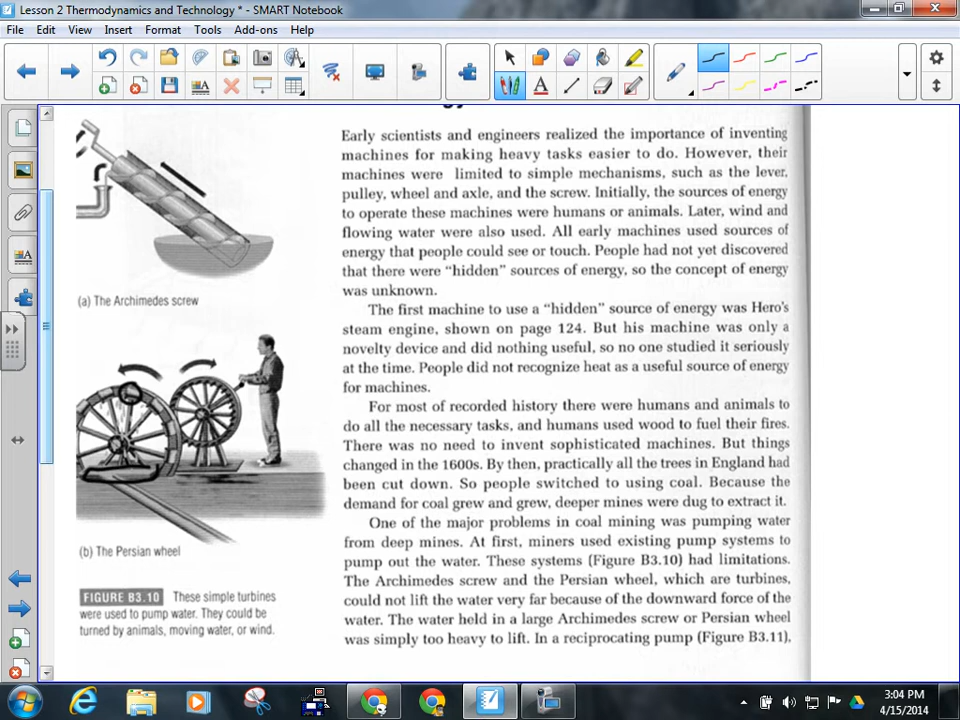 Lesson 2 Thermodynamics and Technology * - SMART Notebook
File Edit View Insert Format Tools Add-ons Help
(a) The Archimedes screw
(b) The Persian wheel
FIGURE B3.10 These simple turbines
were used to pump water. They could be
turned by animals, moving water, or wind.
Early scientists and engineers realized the importance of inventing
machines for making heavy tasks easier to do. However, their
machines were limited to simple mechanisms, such as the lever,
pulley, wheel and axle, and the screw. Initially, the sources of energy
to operate these machines were humans or animals. Later, wind and
flowing water were also used. All early machines used sources of
energy that people could see or touch. People had not yet discovered
that there were “hidden” sources of energy, so the concept of energy
was unknown.
The first machine to use a “hidden” source of energy was Hero's
steam engine, shown on page 124. But his machine was only a
novelty device and did nothing useful, so no one studied it seriously
at the time. People did not recognize heat as a useful source of energy
for machines.
For most of recorded history there were humans and animals to
do all the necessary tasks, and humans used wood to fuel their fires.
There was no need to invent sophisticated machines. But things
changed in the 1600s. By then, practically all the trees in England had
been cut down. So people switched to using coal. Because the
demand for coal grew and grew, deeper mines were dug to extract it.
One of the major problems in coal mining was pumping water
from deep mines. At first, miners used existing pump systems to
pump out the water. These systems (Figure B3.10) had limitations.
The Archimedes screw and the Persian wheel, which are turbines,
could not lift the water very far because of the downward force of the
water. The water held in a large Archimedes screw or Persian wheel
was simply too heavy to lift. In a reciprocating pump (Figure B3.11),
3:04 PM
4/15/2014